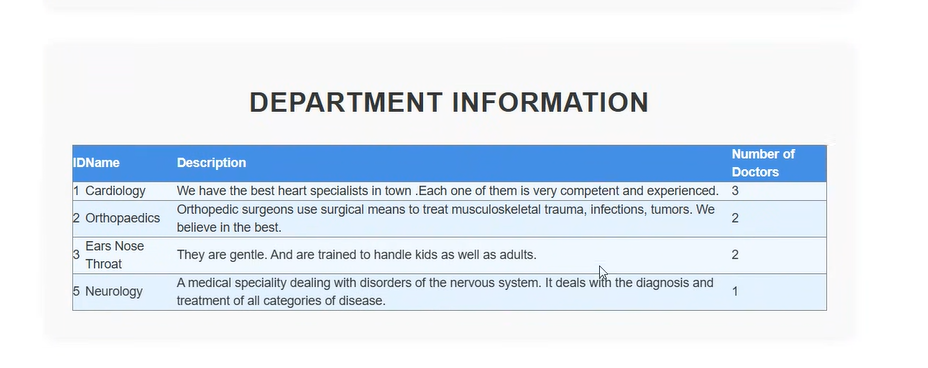 DEPARTMENT INFORMATION
ID Name Description Number of
Doctors
1 Cardiology We have the best heart specialists in town .Each one of them is very competent and experienced. 3
2 Orthopaedics Orthopedic surgeons use surgical means to treat musculoskeletal trauma, infections, tumors. We
believe in the best. 2
3 Ears Nose
Throat They are gentle. And are trained to handle kids as well as adults. 2
5 Neurology A medical speciality dealing with disorders of the nervous system. It deals with the diagnosis and
treatment of all categories of disease. 1